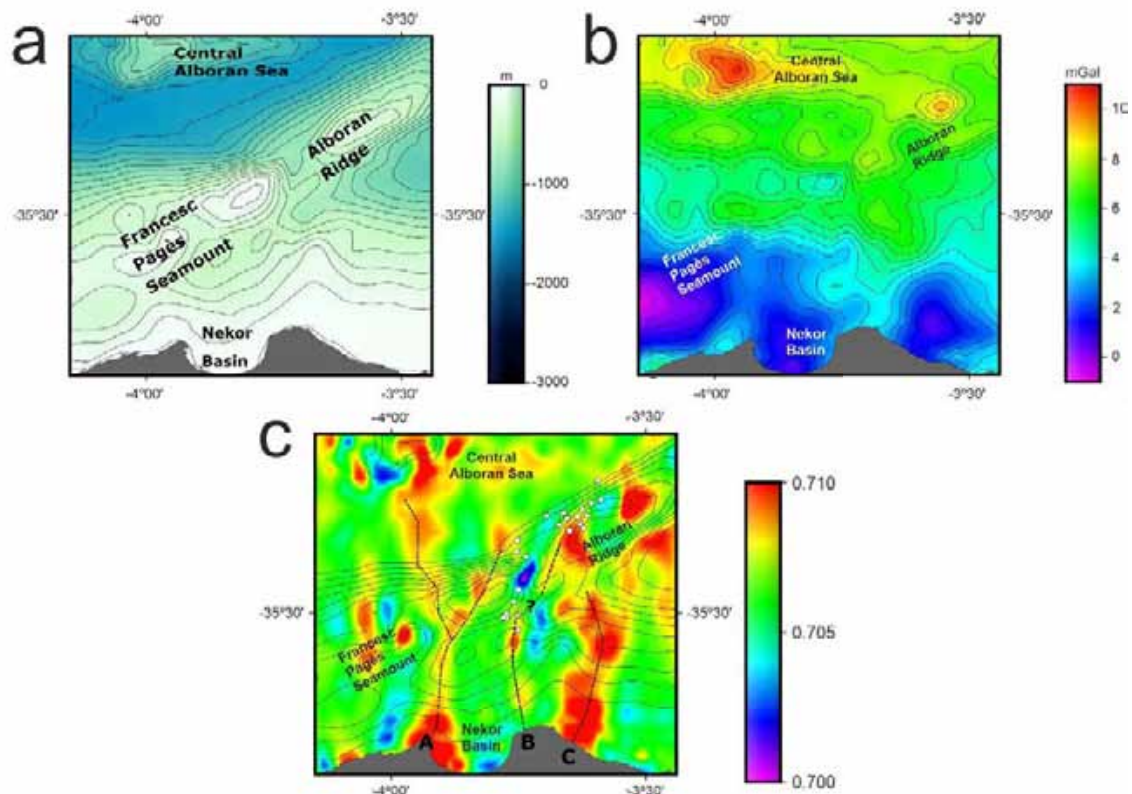 a
-4°00'
-3°30'
Central
Alboran Sea
Alboran
Ridge
Francesc
Pagès
Seamount
Nekor
Basin
-35°30'
-4°00'
-3°30'
m
0
-1000
-2000
-3000
b
-4°00'
-3°30'
Central
Alboran Sea
Alboran
Ridge
Francesc
Pagès
Seamount
Nekor
Basin
-35°30'
-35°30'
-4°00'
-3°30'
mGal
10
8
6
4
2
0
c
-4°00'
-3°30'
Central
Alboran Sea
Alboran
Ridge
?
Francesc
Pagès
Seamount
Nekor
Basin
A
B
C
-35°30'
-35°30'
-4°00'
-3°30'
0.710
0.705
0.700